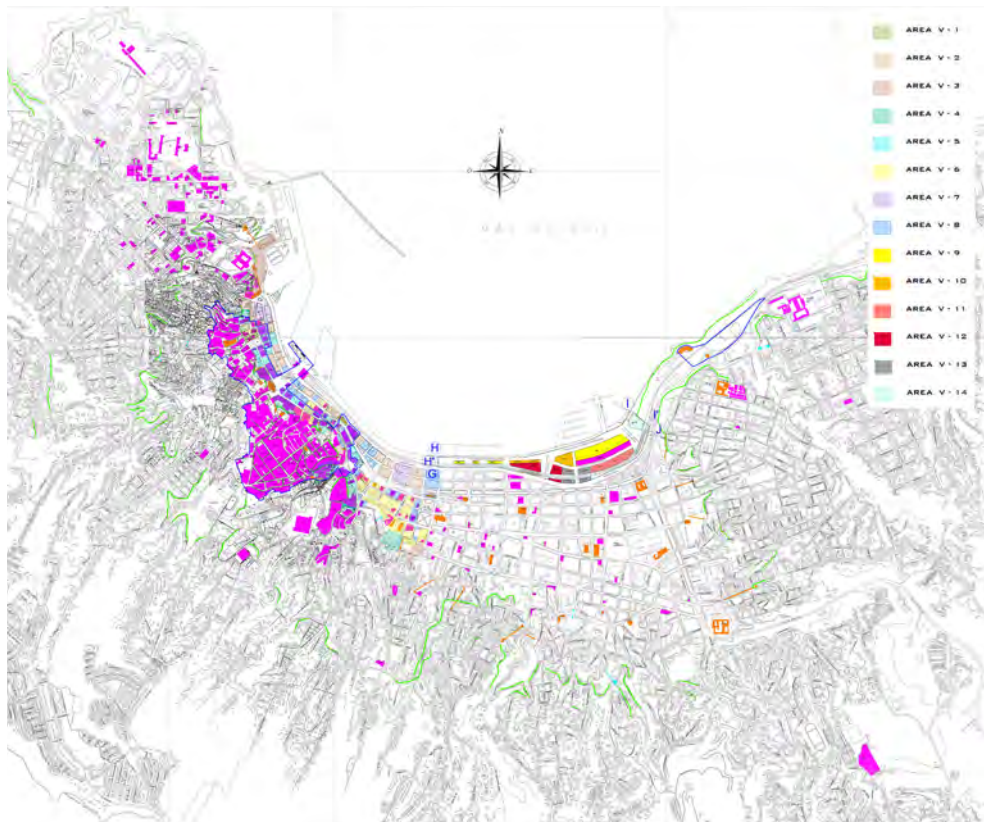 AREA V - 1
AREA V - 2
AREA V - 3
AREA V - 4
AREA V - 5
AREA V - 6
AREA V - 7
AREA V - 8
AREA V - 9
AREA V - 10
AREA V - 11
AREA V - 12
AREA V - 13
AREA V - 14
N
I
I'
H
H'
G